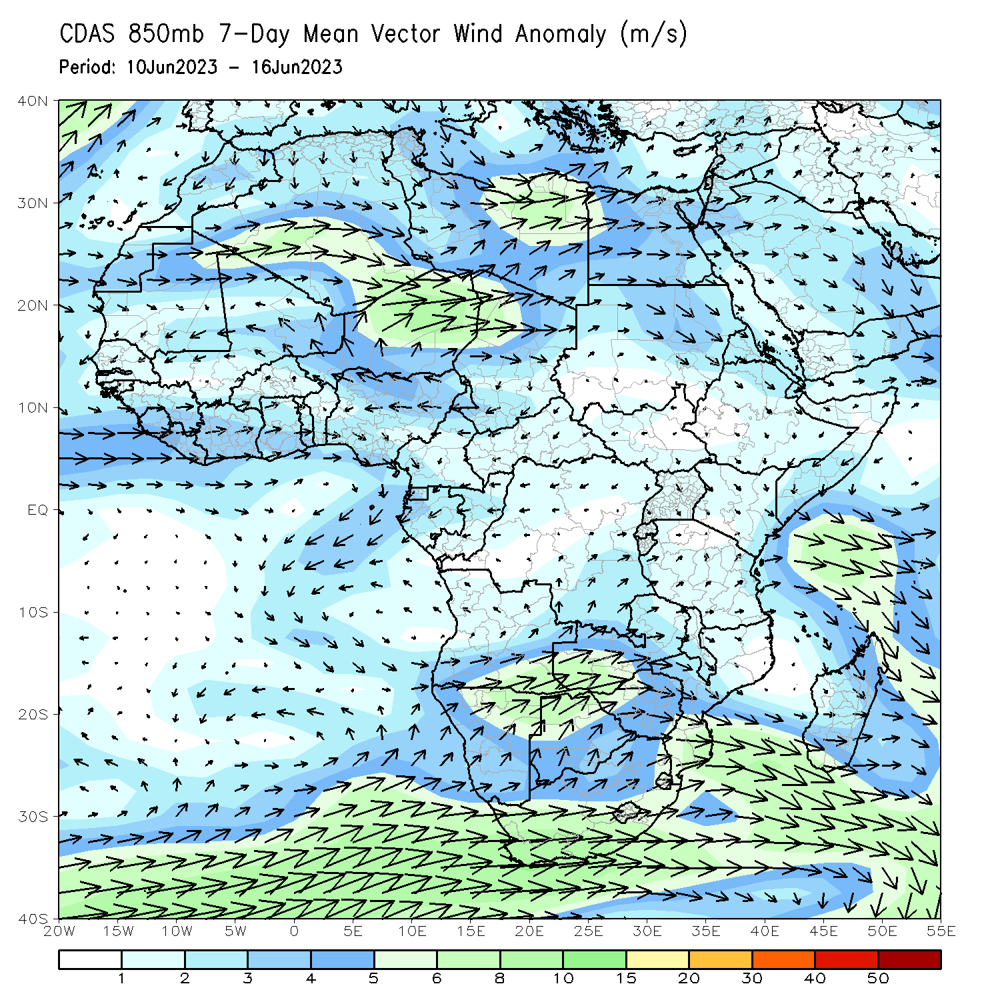 CDAS 850mb 7-Day Mean Vector Wind Anomaly (m/s)
Period: 10Jun2023 - 16Jun2023
40N
30N
20N
10N
EQ
10S
20S
30S
40S
20W 15W 10W 5W 0 5E 10E 15E 20E 25E 30E 35E 40E 45E 50E 55E
1 2 3 4 5 6 8 10 15 20 30 40 50